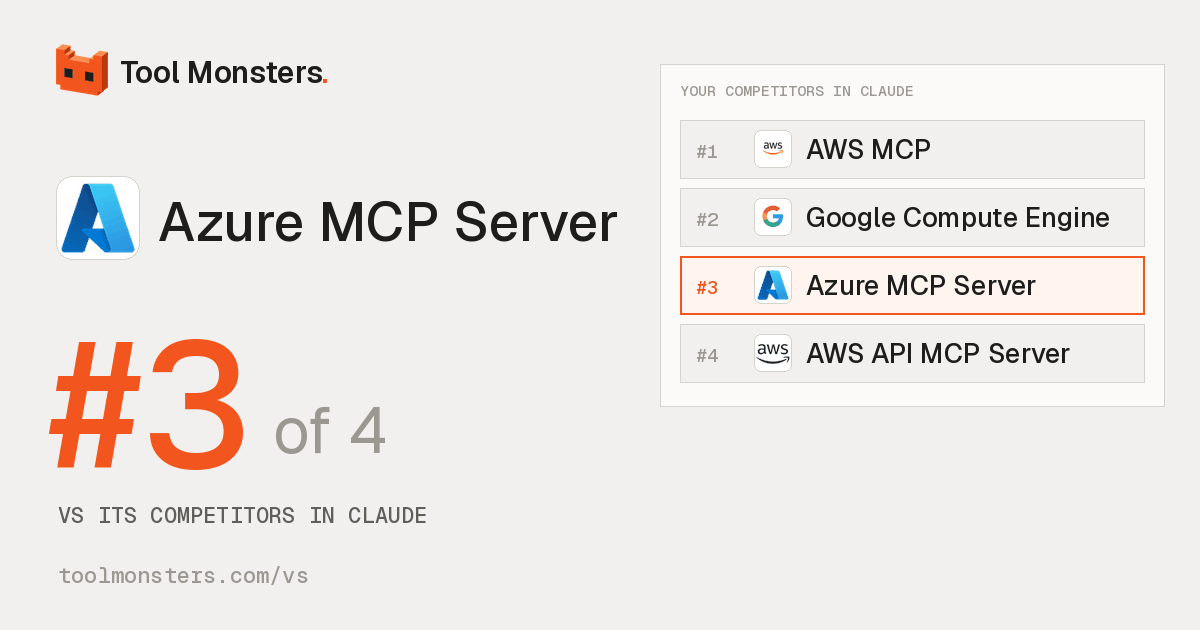 Tool Monsters.
Azure MCP Server
#3 of 4
VS ITS COMPETITORS IN CLAUDE
toolmonsters.com/vs
YOUR COMPETITORS IN CLAUDE
#1 aws AWS MCP
#2 Google Compute Engine
#3 Azure MCP Server
#4 aws AWS API MCP Server